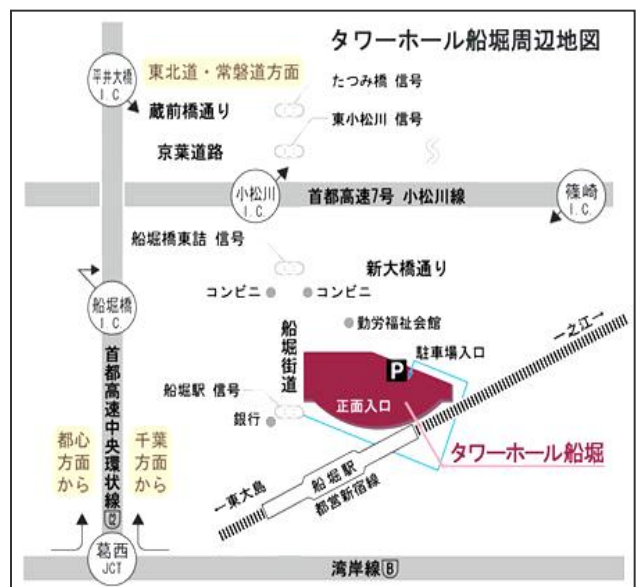 タワーホール船堀周辺地図
平井大橋
I.C
東北道・常磐道方面
たつみ橋 信号
蔵前橋通り
東小松川 信号
京葉道路
小松川
I.C.
首都高速7号 小松川線
篠崎
I.C.
船堀橋東詰 信号
新大橋通り
コンビニ
コンビニ
船堀橋
I.C.
勤労福祉会館
船堀街道
一之江→
駐車場入口
P
首都高速中央環状線C2
船堀駅 信号
正面入口
銀行
タワーホール船堀
都心
方面
から
千葉
方面
から
船堀駅
都営新宿線
←東大島
葛西
JCT
湾岸線B